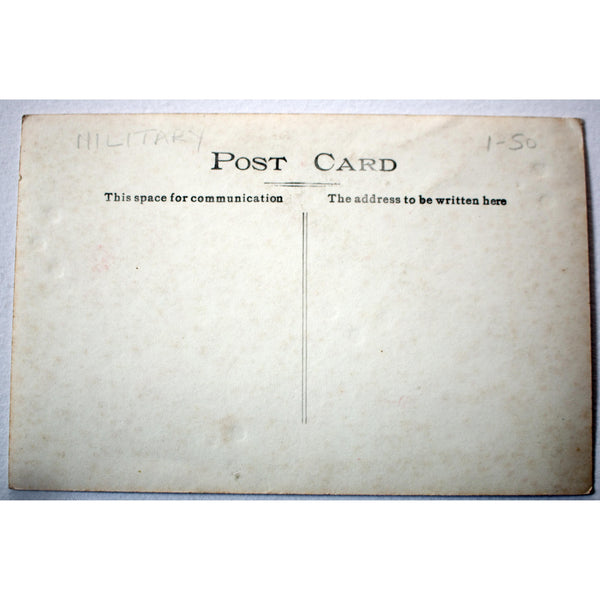 MILITARY
1-50
POST CARD
This space for communication
The address to be written here